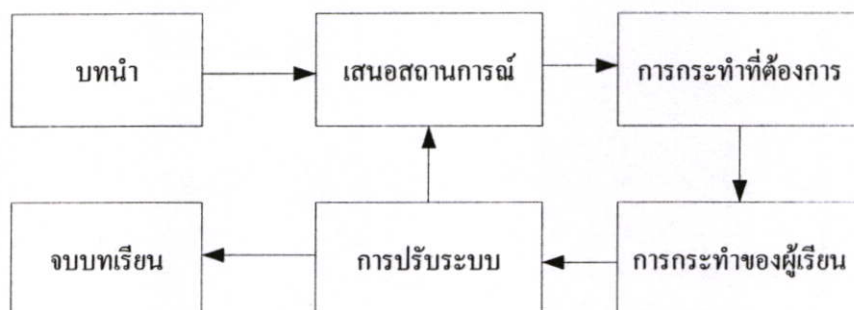 บทนำ
เสนอสถานการณ์
การกระทำที่ต้องการ
จบบทเรียน
การปรับระบบ
การกระทำของผู้เรียน